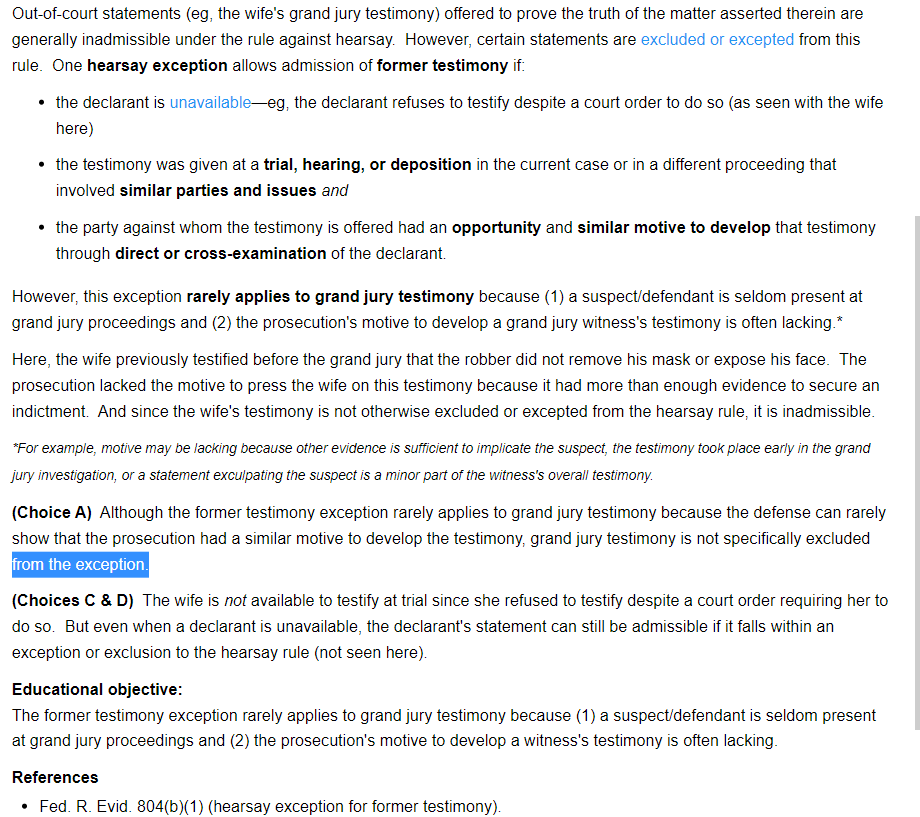 Out-of-court statements (eg, the wife's grand jury testimony) offered to prove the truth of the matter asserted therein are
generally inadmissible under the rule against hearsay.  However, certain statements are excluded or excepted from this
rule.  One hearsay exception allows admission of former testimony if:
• the declarant is unavailable—eg, the declarant refuses to testify despite a court order to do so (as seen with the wife
here)
• the testimony was given at a trial, hearing, or deposition in the current case or in a different proceeding that
involved similar parties and issues and
• the party against whom the testimony is offered had an opportunity and similar motive to develop that testimony
through direct or cross-examination of the declarant.
However, this exception rarely applies to grand jury testimony because (1) a suspect/defendant is seldom present at
grand jury proceedings and (2) the prosecution's motive to develop a grand jury witness's testimony is often lacking.*
Here, the wife previously testified before the grand jury that the robber did not remove his mask or expose his face.  The
prosecution lacked the motive to press the wife on this testimony because it had more than enough evidence to secure an
indictment.  And since the wife's testimony is not otherwise excluded or excepted from the hearsay rule, it is inadmissible.
*For example, motive may be lacking because other evidence is sufficient to implicate the suspect, the testimony took place early in the grand
jury investigation, or a statement exculpating the suspect is a minor part of the witness's overall testimony.
(Choice A)  Although the former testimony exception rarely applies to grand jury testimony because the defense can rarely
show that the prosecution had a similar motive to develop the testimony, grand jury testimony is not specifically excluded
from the exception.
(Choices C & D)  The wife is not available to testify at trial since she refused to testify despite a court order requiring her to
do so.  But even when a declarant is unavailable, the declarant's statement can still be admissible if it falls within an
exception or exclusion to the hearsay rule (not seen here).
Educational objective:
The former testimony exception rarely applies to grand jury testimony because (1) a suspect/defendant is seldom present
at grand jury proceedings and (2) the prosecution's motive to develop a witness's testimony is often lacking.
References
• Fed. R. Evid. 804(b)(1) (hearsay exception for former testimony).